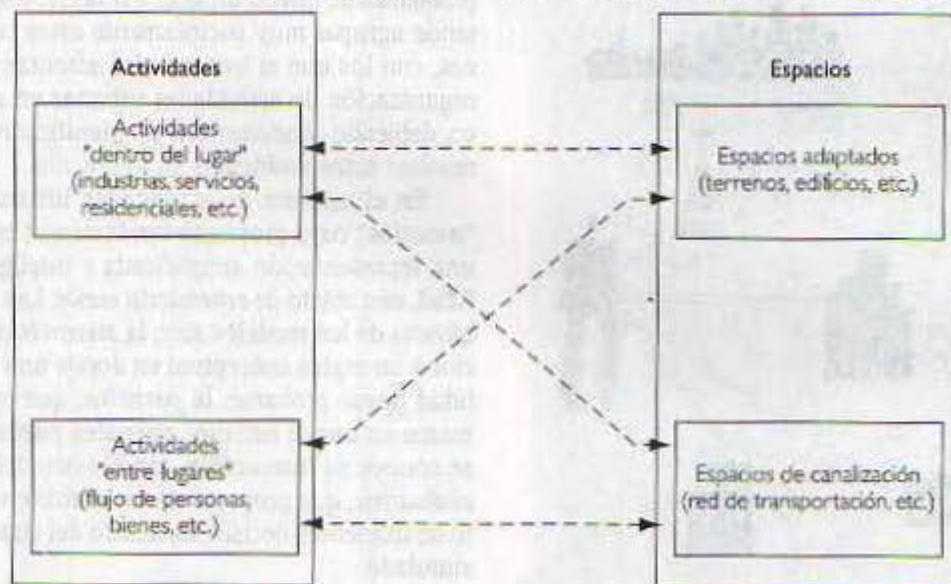 Actividades
Actividades
"dentro del lugar"
(industrias, servicios,
residenciales, etc.)
Actividades
"entre lugares"
(flujo de personas,
bienes, etc.)
Espacios
Espacios adaptados
(terrenos, edificios, etc.)
Espacios de canalización
(red de transportación, etc.)